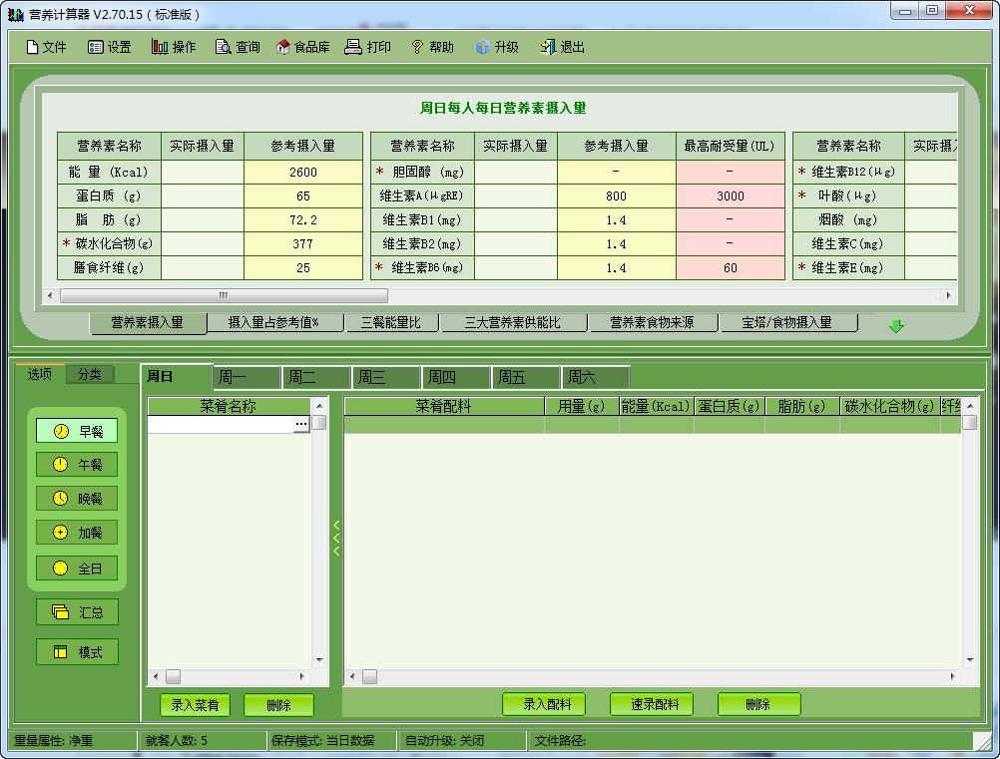 营养计算器 V2.70.15 ( 标准版 )
文件 设置 操作 查询 食品库 打印 帮助 升级 退出
周日每人每日营养素摄入量
营养素名称 实际摄入量 参考摄入量 营养素名称 实际摄入量 参考摄入量 最高耐受量(UL) 营养素名称 实际摄
能 量 (Kcal) 2600 * 胆固醇 (mg) - - * 维生素B12(μg)
蛋白质 (g) 65 维生素A(μgRE) 800 3000 * 叶酸(μg)
脂 肪 (g) 72.2 维生素B1(mg) 1.4 - 烟酸 (mg)
* 碳水化合物(g) 377 维生素B2(mg) 1.4 - 维生素C(mg)
膳食纤维(g) 25 * 维生素B6(mg) 1.4 60 * 维生素E(mg)
营养素摄入量 摄入量占参考值% 三餐能量比 三大营养素供能比 营养素食物来源 宝塔/食物摄入量
选项 分类 周日 周一 周二 周三 周四 周五 周六
菜肴名称 菜肴配料 用量(g) 能量(Kcal) 蛋白质(g) 脂肪(g) 碳水化合物(g) 纤
...
早餐
午餐
晚餐
加餐
全日
汇总
模式
录入菜肴 删除 录入配料 速录配料 删除
重量属性: 净重 就餐人数: 5 保存模式: 当日数据 自动升级: 关闭 文件路径: